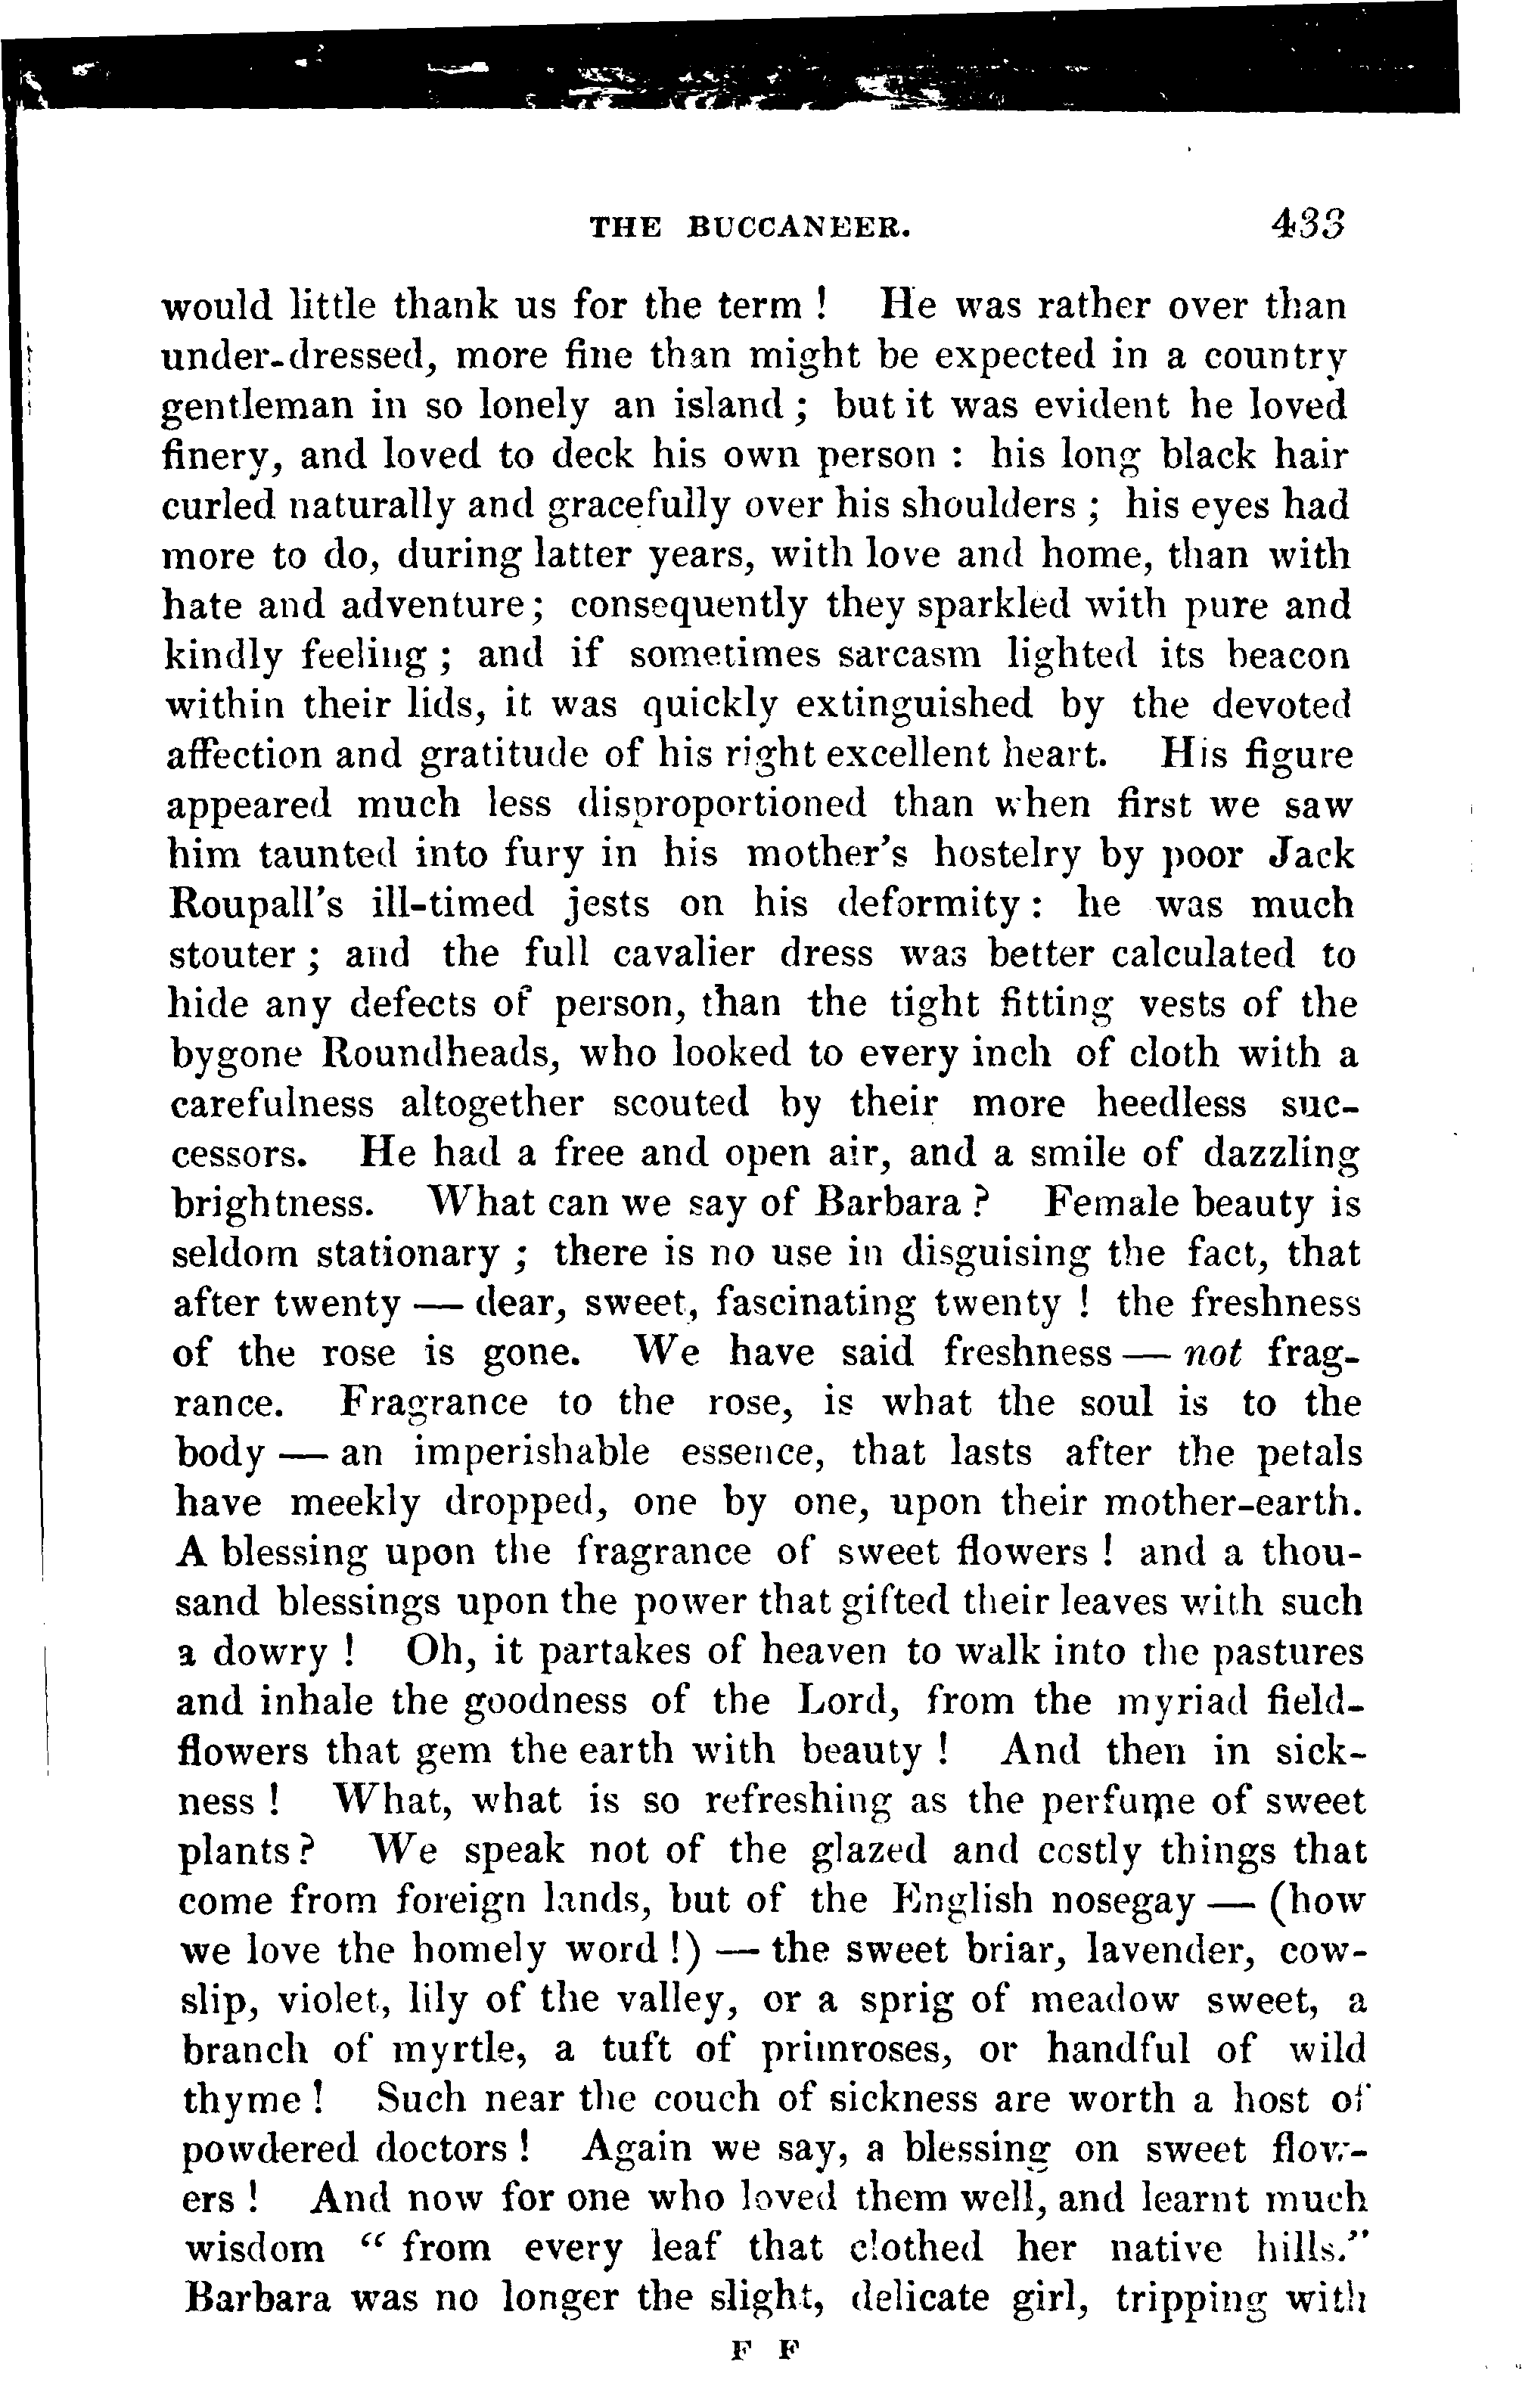 THE BUCCANEER. 433
would little thank us for the term ! He was rather over than
under-dressed, more fine than might be expected in a country
gentleman in so lonely an island ; but it was evident he loved
finery, and loved to deck his own person : his long black hair
curled naturally and gracefully over his shoulders ; his eyes had
more to do, during latter years, with love and home, than with
hate and adventure ; consequently they sparkled with pure and
kindly feeling ; and if sometimes sarcasm lighted its beacon
within their lids, it was quickly extinguished by the devoted
affection and gratitude of his right excellent heart. His figure
appeared much less disproportioned than when first we saw
him taunted into fury in his mother's hostelry by poor Jack
Roupall's ill-timed jests on his deformity : he was much
stouter ; and the full cavalier dress was better calculated to
hide any defects of person, than the tight fitting vests of the
bygone Roundheads, who looked to every inch of cloth with a
carefulness altogether scouted by their more heedless suc-
cessors. He had a free and open air, and a smile of dazzling
brightness. What can we say of Barbara ? Female beauty is
seldom stationary ; there is no use in disguising the fact, that
after twenty — dear, sweet, fascinating twenty ! the freshness
of the rose is gone. We have said freshness — not frag-
rance. Fragrance to the rose, is what the soul is to the
body — an imperishable essence, that lasts after the petals
have meekly dropped, one by one, upon their mother-earth.
A blessing upon the fragrance of sweet flowers ! and a thou-
sand blessings upon the power that gifted their leaves with such
a dowry ! Oh, it partakes of heaven to walk into the pastures
and inhale the goodness of the Lord, from the myriad field-
flowers that gem the earth with beauty ! And then in sick-
ness ! What, what is so refreshing as the perfume of sweet
plants ? We speak not of the glazed and costly things that
come from foreign lands, but of the English nosegay — (how
we love the homely word !) — the sweet briar, lavender, cow-
slip, violet, lily of the valley, or a sprig of meadow sweet, a
branch of myrtle, a tuft of primroses, or handful of wild
thyme ! Such near the couch of sickness are worth a host of
powdered doctors ! Again we say, a blessing on sweet flow-
ers ! And now for one who loved them well, and learnt much
wisdom “ from every leaf that clothed her native hills.”
Barbara was no longer the slight, delicate girl, tripping with
F F